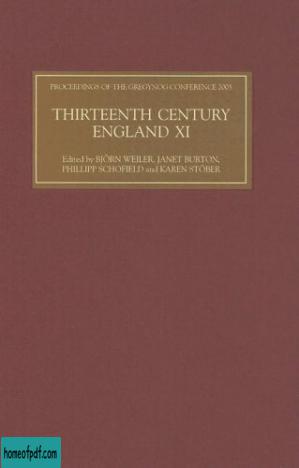 PROCEEDINGS OF THE GREGYNOG CONFERENCE 2005
THIRTEENTH CENTURY
ENGLAND XI
Edited by BJÖRN WEILER, JANET BURTON,
PHILLIPP SCHOFIELD and KAREN STÖBER
homeofpdf.com